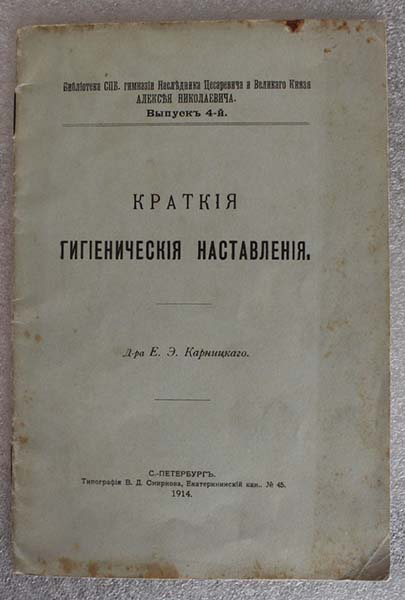 Библіотека СПБ. гимназіи Наслѣдника Цесаревича и Великаго Князя
АЛЕКСѢЯ НИКОЛАЕВИЧА.
Выпускъ 4-й.
КРАТКІЯ
ГИГІЕНИЧЕСКІЯ НАСТАВЛЕНІЯ.
Д-ра Е. Э. Карницкаго.
С.-ПЕТЕРБУРГЪ.
Типографія В. Д. Смирнова, Екатерининскій кан., № 45.
1914.